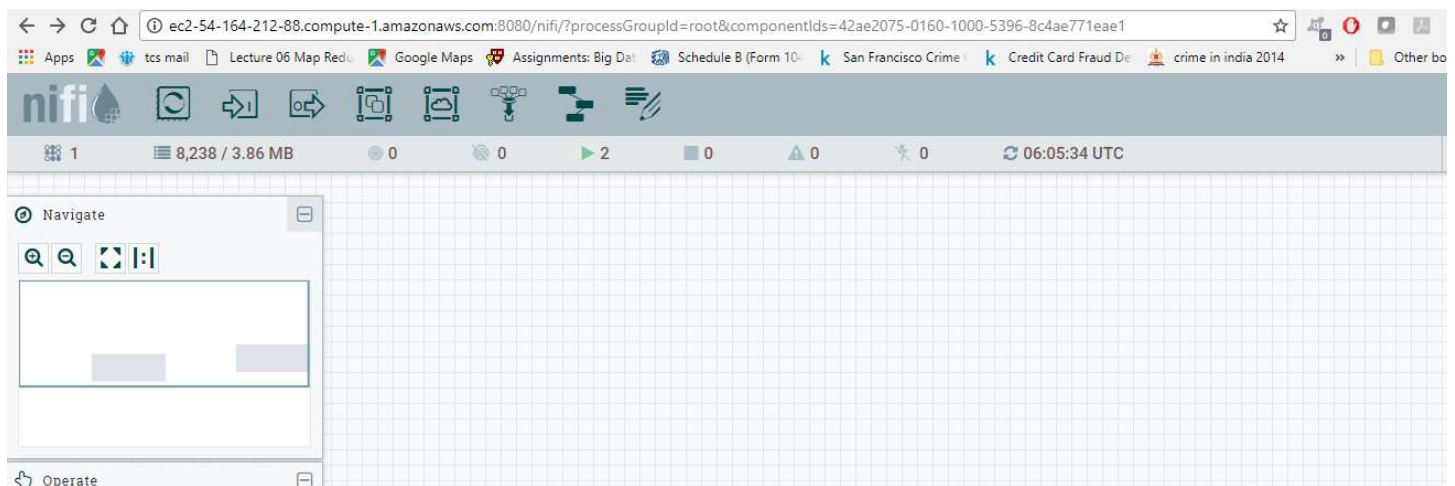 ec2-54-164-212-88.compute-1.amazonaws.com:8080/nifi/?processGroupId=root&componentIds=42ae2075-0160-1000-5396-8c4ae771eae1
0
Apps tcs mail Lecture 06 Map Redu Google Maps Assignments: Big Dat Schedule B (Form 104 San Francisco Crime ( Credit Card Fraud De crime in india 2014 » Other bo
nifi
1 8,238 / 3.86 MB 0 0 2 0 0 0 06:05:34 UTC
Navigate
Operate